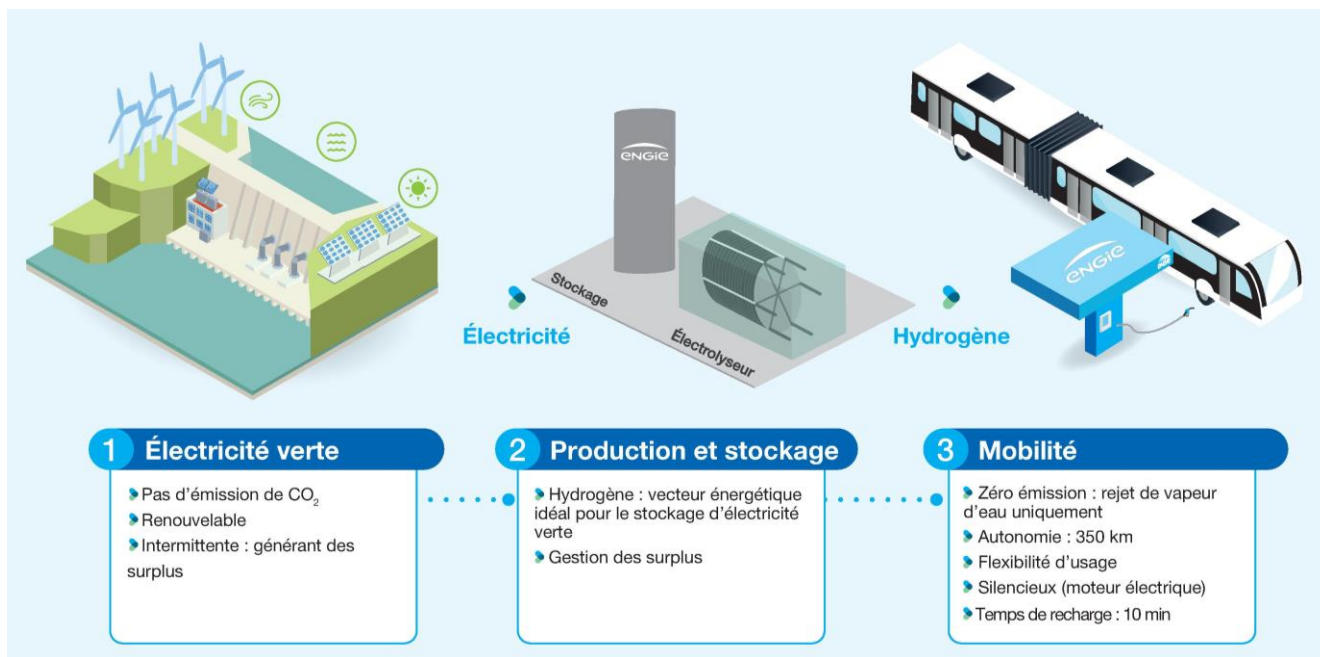 ENGIE
Stockage
Électrolyseur
Électricité
Hydrogène
ENGIE
1 Électricité verte
Pas d'émission de CO₂
Renouvelable
Intermittente : générant des
surplus
2 Production et stockage
Hydrogène : vecteur énergétique
idéal pour le stockage d'électricité
verte
Gestion des surplus
3 Mobilité
Zéro émission : rejet de vapeur
d'eau uniquement
Autonomie : 350 km
Flexibilité d'usage
Silencieux (moteur électrique)
Temps de recharge : 10 min